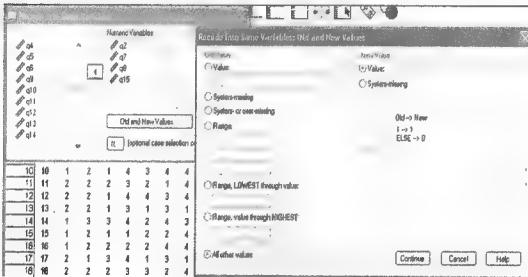 Recode Into Same Variables: Old and New Values
Numeric Variables
q4
q5
q6
q9
q10
q11
q12
q13
q14
q2
q7
q8
q15
Old and New Values
If.. (optional case selection co
Old Value
Value:
System-missing
System- or user-missing
Range:
Range, LOWEST through value:
Range, value through HIGHEST:
All other values
New Value
Value:
System-missing
Old -> New
1 -> 1
ELSE -> 0
Continue
Cancel
Help
10 10 1 2 1 4 3 4 4
11 11 2 2 2 3 2 1 4
12 12 2 2 1 4 4 3 4
13 13 2 2 1 3 1 3 1
14 14 1 3 3 4 2 4 3
15 15 1 2 1 1 2 2 4
16 16 1 2 2 2 2 4 4
17 17 2 1 3 4 1 3 1
18 18 2 2 2 3 3 2 4